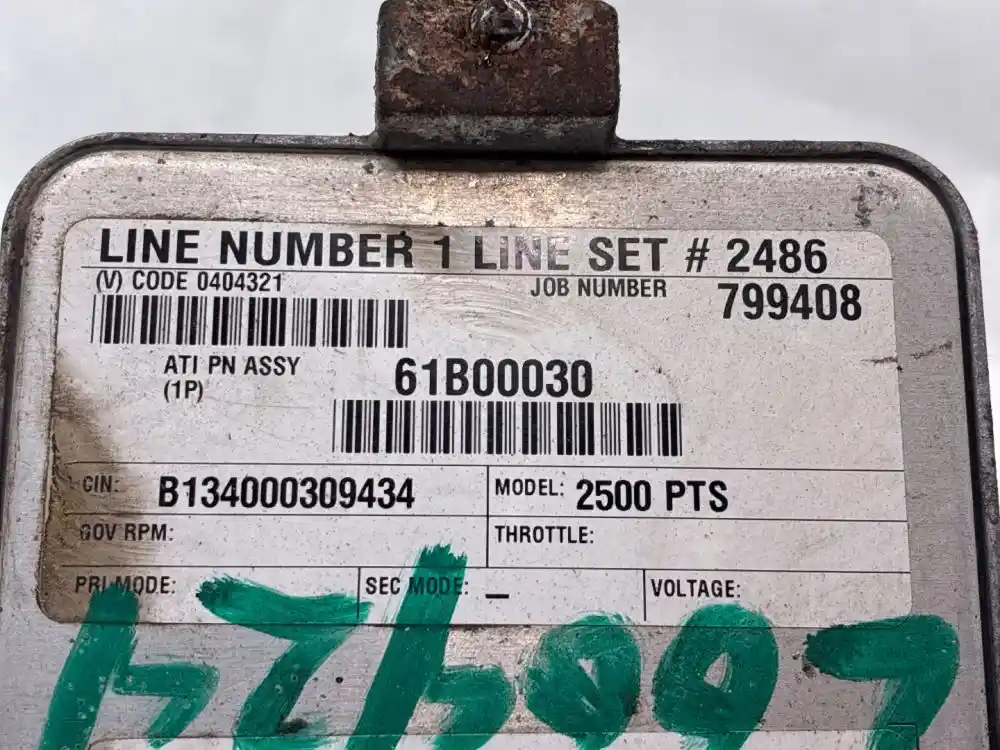 LINE NUMBER 1 LINE SET # 2486
(V) CODE 0404321
JOB NUMBER 799408
ATI PN ASSY 61B00030
(1P)
CIN: B134000309434
MODEL: 2500 PTS
GOV RPM:
THROTTLE:
PRI MODE:
SEC MODE: _
VOLTAGE: